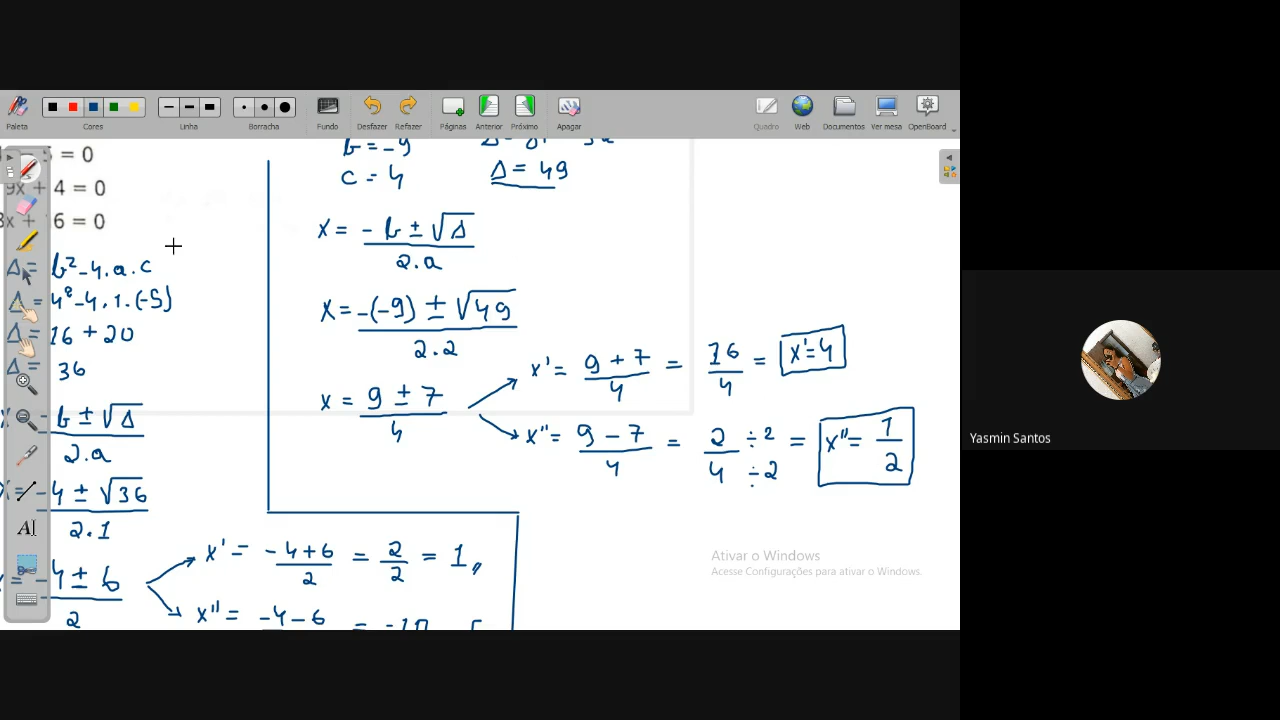 Paleta Cores Linha Borracha Fundo Desfazer Refazer Páginas Anterior Próximo Apagar Quadro Web Documentos Ver mesa OpenBoard
5 = 0
9x + 4 = 0
x + 6 = 0
Δ = b² - 4.a.c
Δ = 4² - 4.1.(-5)
Δ = 16 + 20
Δ = 36
- b ± √Δ
2.a
x = -4 ± √36
2.1
-4 ± 6
2
x' = -4+6 / 2 = 2/2 = 1,,
x'' = -4-6 = -10
b = -9
c = 4
Δ = 49
x = - b ± √Δ
2.a
x = -(-9) ± √49
2.2
x = 9 ± 7
4
x' = 9 + 7 / 4 = 16/4 = x'=4
x'' = 9 - 7 / 4 = 2 ÷2 / 4 ÷2 = x''= 1/2
Ativar o Windows
Acesse Configurações para ativar o Windows.
Yasmin Santos